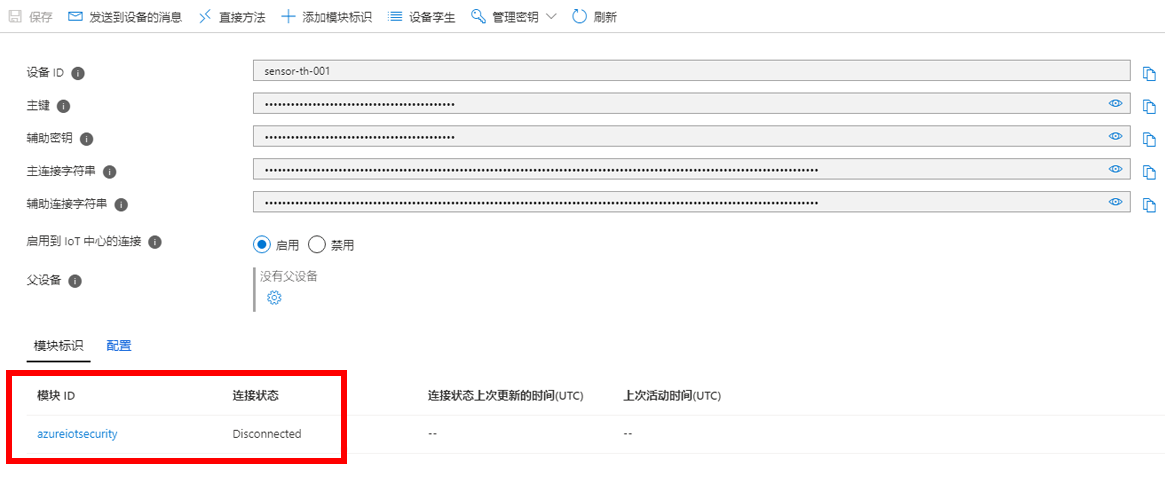 保存 发送到设备的消息 直接方法 添加模块标识 设备孪生 管理密钥 刷新
设备 ID sensor-th-001
主键 ••••••••••••••••••••••••••••••••••••••••••••
辅助密钥 ••••••••••••••••••••••••••••••••••••••••••••
主连接字符串
辅助连接字符串
启用到 IoT 中心的连接 启用 禁用
父设备 没有父设备
模块标识 配置
模块 ID 连接状态 连接状态上次更新的时间(UTC) 上次活动时间(UTC)
azureiotsecurity Disconnected -- --